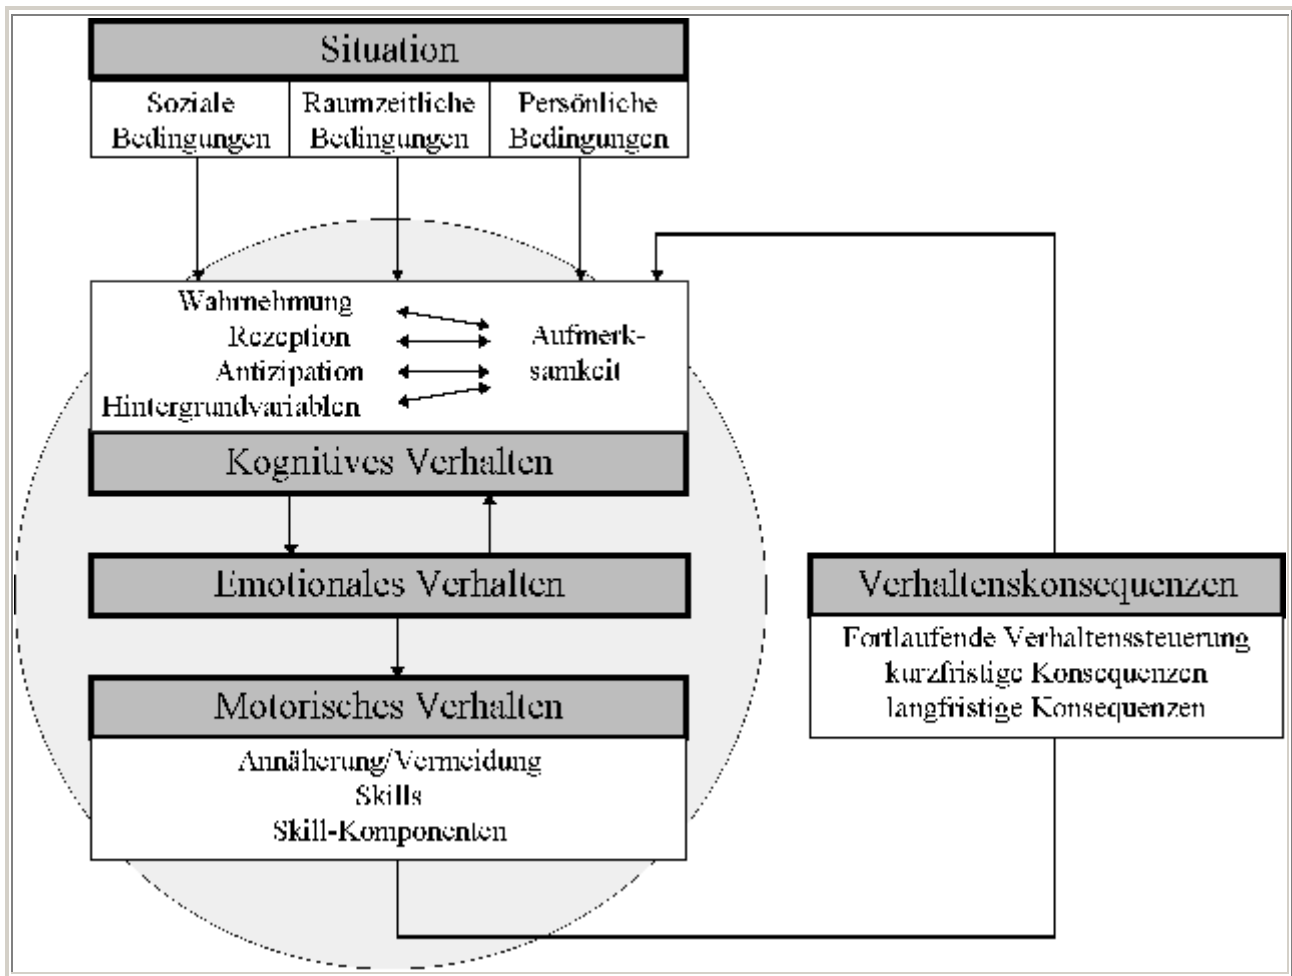 Situation
Soziale
Bedingungen
Raumzeitliche
Bedingungen
Persönliche
Bedingungen
Wahrnehmung
Rezeption
Antizipation
Hintergrundvariablen
Aufmerk-
samkeit
Kognitives Verhalten
Emotionales Verhalten
Motorisches Verhalten
Annäherung/Vermeidung
Skills
Skill-Komponenten
Verhaltenskonsequenzen
Fortlaufende Verhaltenssteuerung
kurzfristige Konsequenzen
langfristige Konsequenzen